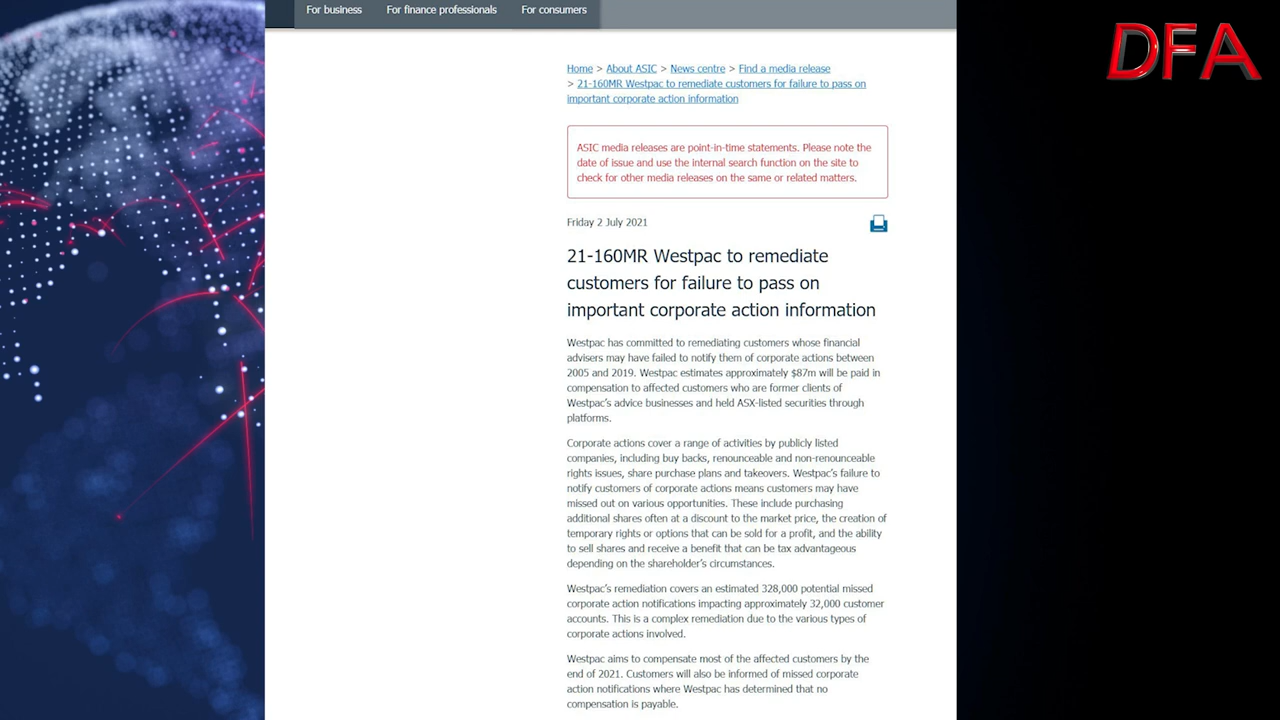 For business For finance professionals For consumers
DFA
Home > About ASIC > News centre > Find a media release
> 21-160MR Westpac to remediate customers for failure to pass on
important corporate action information
ASIC media releases are point-in-time statements. Please note the
date of issue and use the internal search function on the site to
check for other media releases on the same or related matters.
Friday 2 July 2021
21-160MR Westpac to remediate
customers for failure to pass on
important corporate action information
Westpac has committed to remediating customers whose financial
advisers may have failed to notify them of corporate actions between
2005 and 2019. Westpac estimates approximately $87m will be paid in
compensation to affected customers who are former clients of
Westpac's advice businesses and held ASX-listed securities through
platforms.
Corporate actions cover a range of activities by publicly listed
companies, including buy backs, renounceable and non-renounceable
rights issues, share purchase plans and takeovers. Westpac's failure to
notify customers of corporate actions means customers may have
missed out on various opportunities. These include purchasing
additional shares often at a discount to the market price, the creation of
temporary rights or options that can be sold for a profit, and the ability
to sell shares and receive a benefit that can be tax advantageous
depending on the shareholder's circumstances.
Westpac's remediation covers an estimated 328,000 potential missed
corporate action notifications impacting approximately 32,000 customer
accounts. This is a complex remediation due to the various types of
corporate actions involved.
Westpac aims to compensate most of the affected customers by the
end of 2021. Customers will also be informed of missed corporate
action notifications where Westpac has determined that no
compensation is payable.